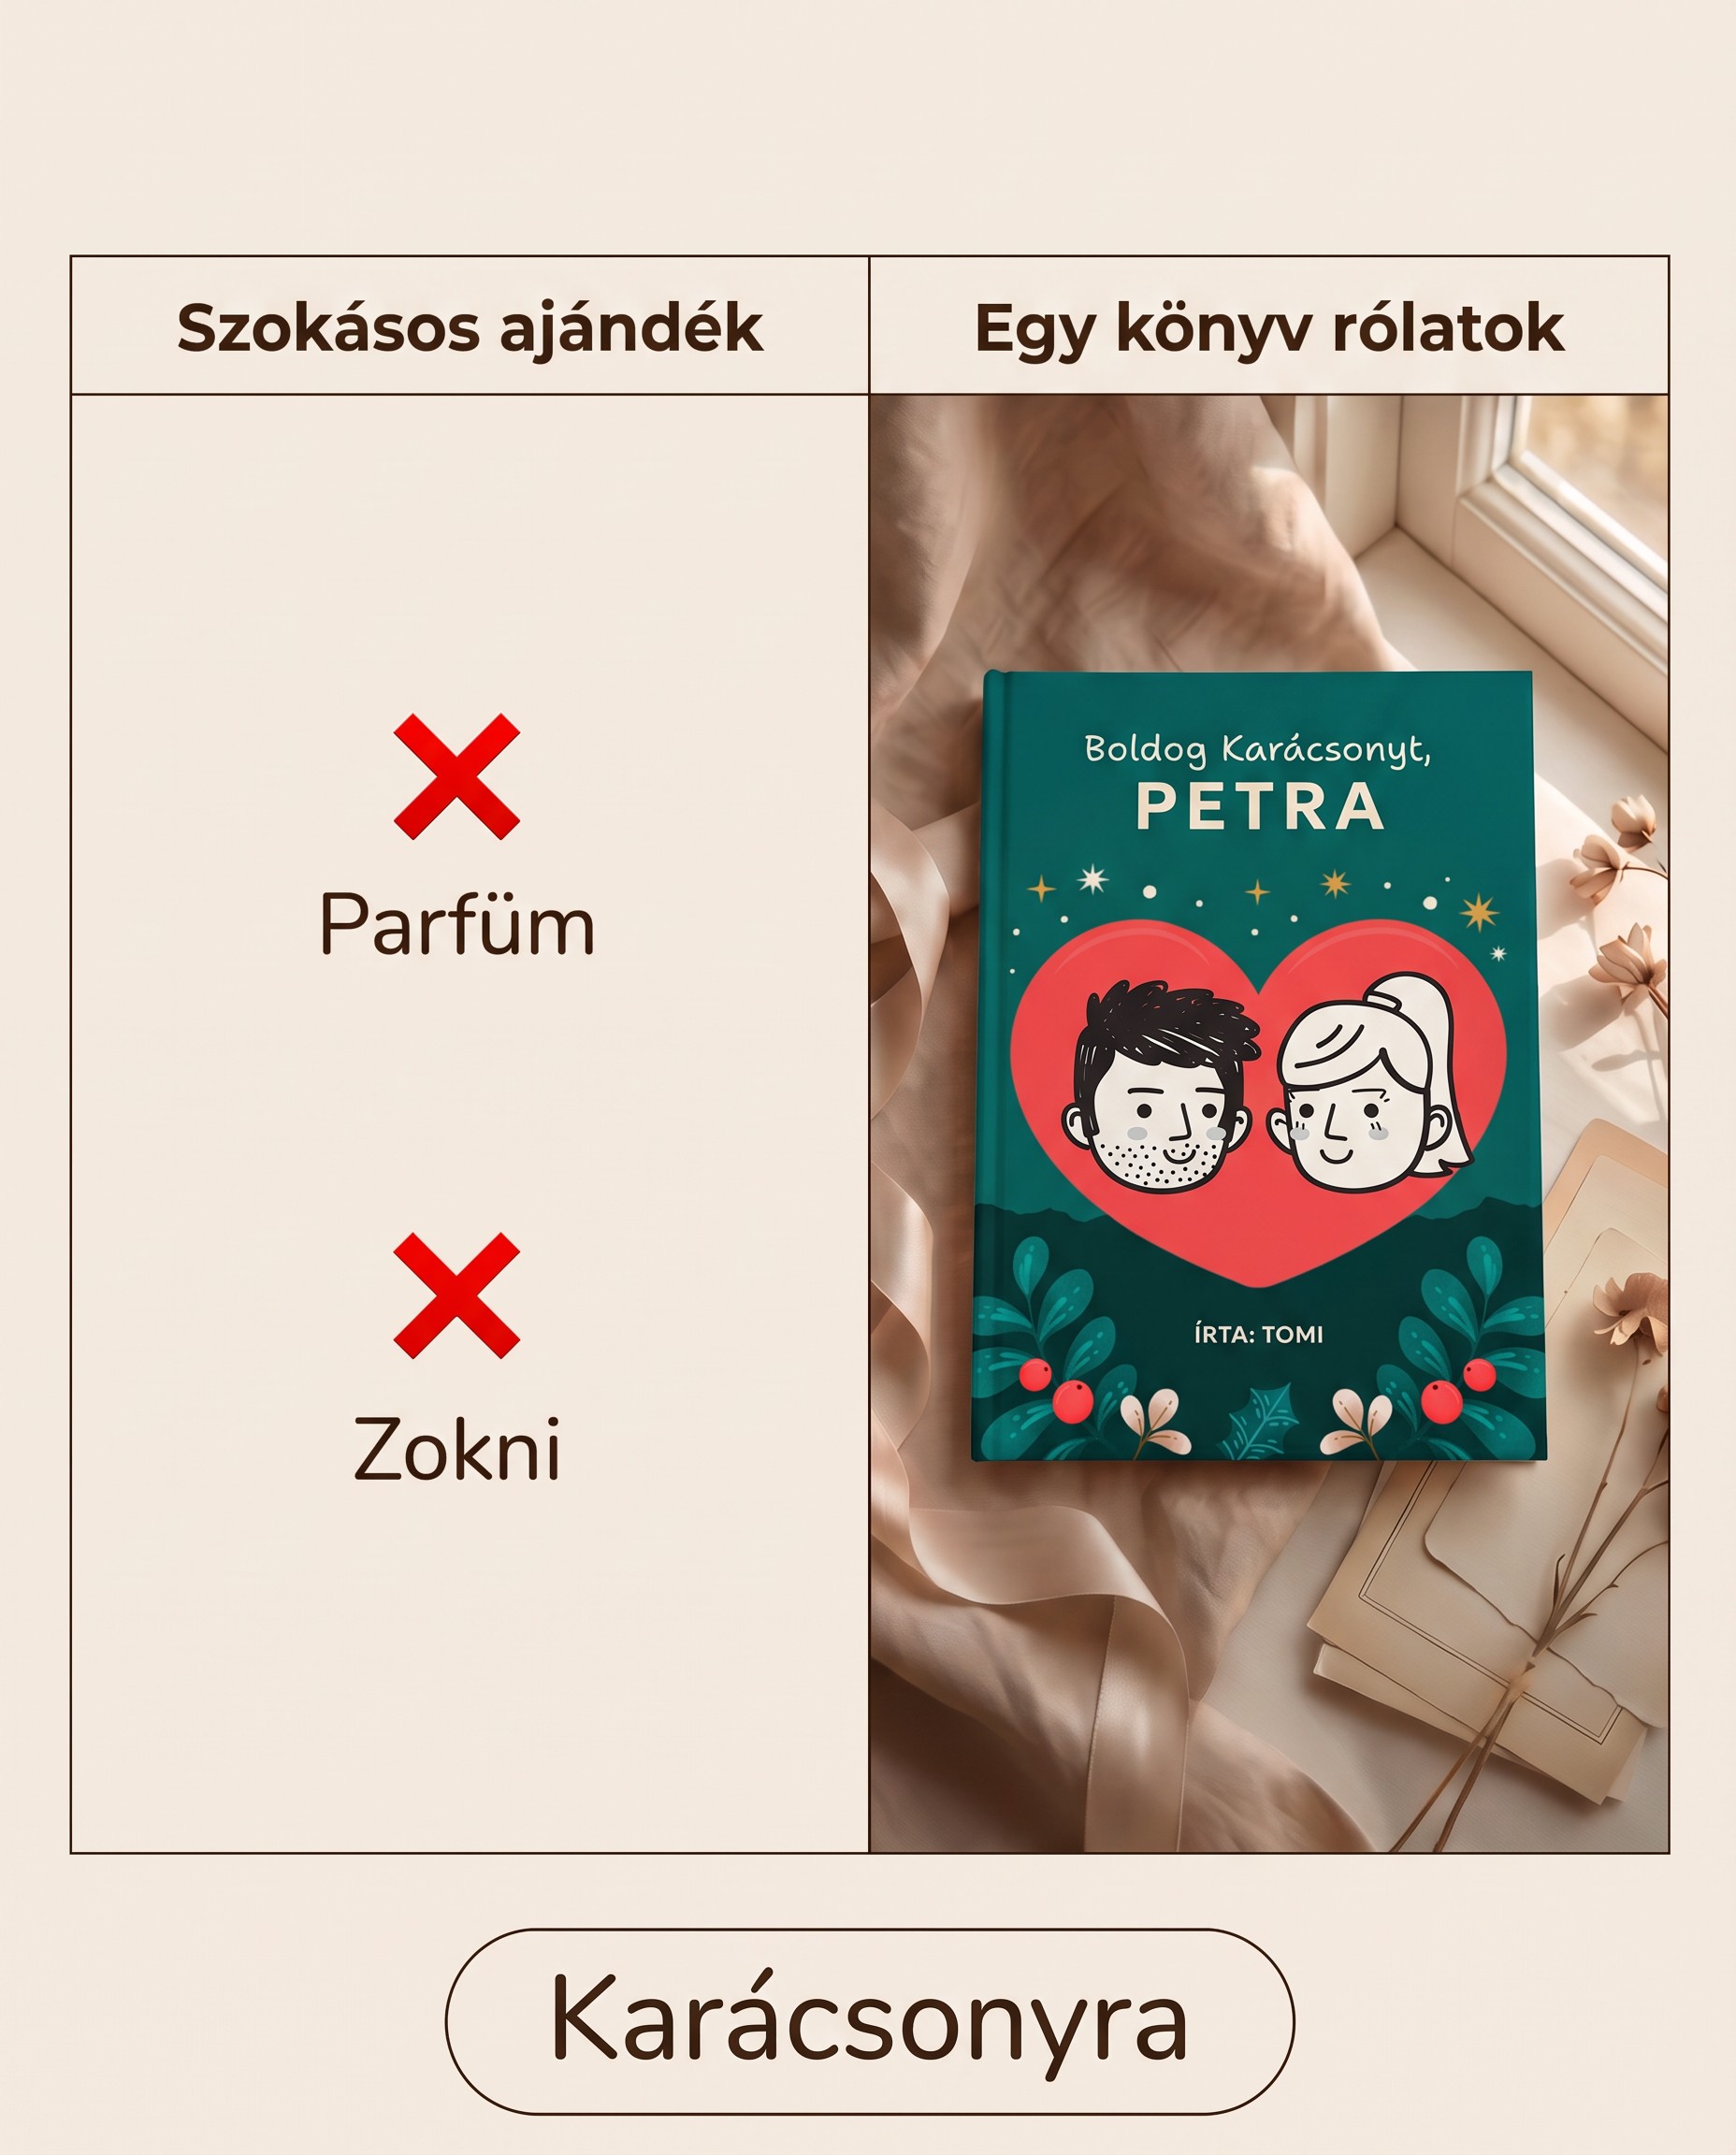 Szokásos ajándék
Egy könyv rólatok
Parfüm
Zokni
Boldog Karácsonyt,
PETRA
ÍRTA: TOMI
Karácsonyra